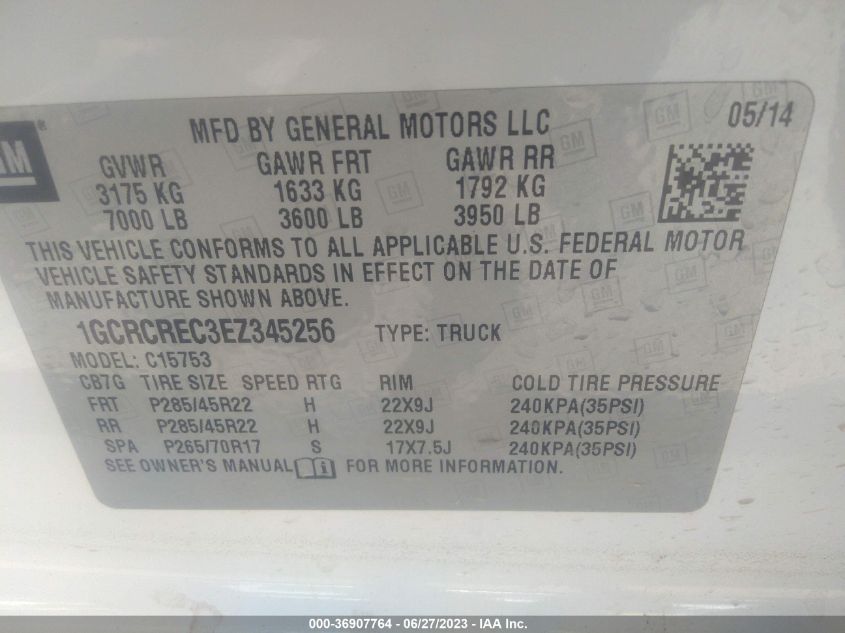 GM®
MFD BY GENERAL MOTORS LLC 05/14
GVWR GAWR FRT GAWR RR
3175 KG 1633 KG 1792 KG
7000 LB 3600 LB 3950 LB
THIS VEHICLE CONFORMS TO ALL APPLICABLE U.S. FEDERAL MOTOR
VEHICLE SAFETY STANDARDS IN EFFECT ON THE DATE OF
MANUFACTURE SHOWN ABOVE.
1GCRCREC3EZ345256 TYPE: TRUCK
MODEL: C15753
CB7G TIRE SIZE SPEED RTG RIM COLD TIRE PRESSURE
FRT P285/45R22 H 22X9J 240KPA(35PSI)
RR P285/45R22 H 22X9J 240KPA(35PSI)
SPA P265/70R17 S 17X7.5J 240KPA(35PSI)
SEE OWNER'S MANUAL FOR MORE INFORMATION.
000-36907764 - 06/27/2023 - IAA Inc.